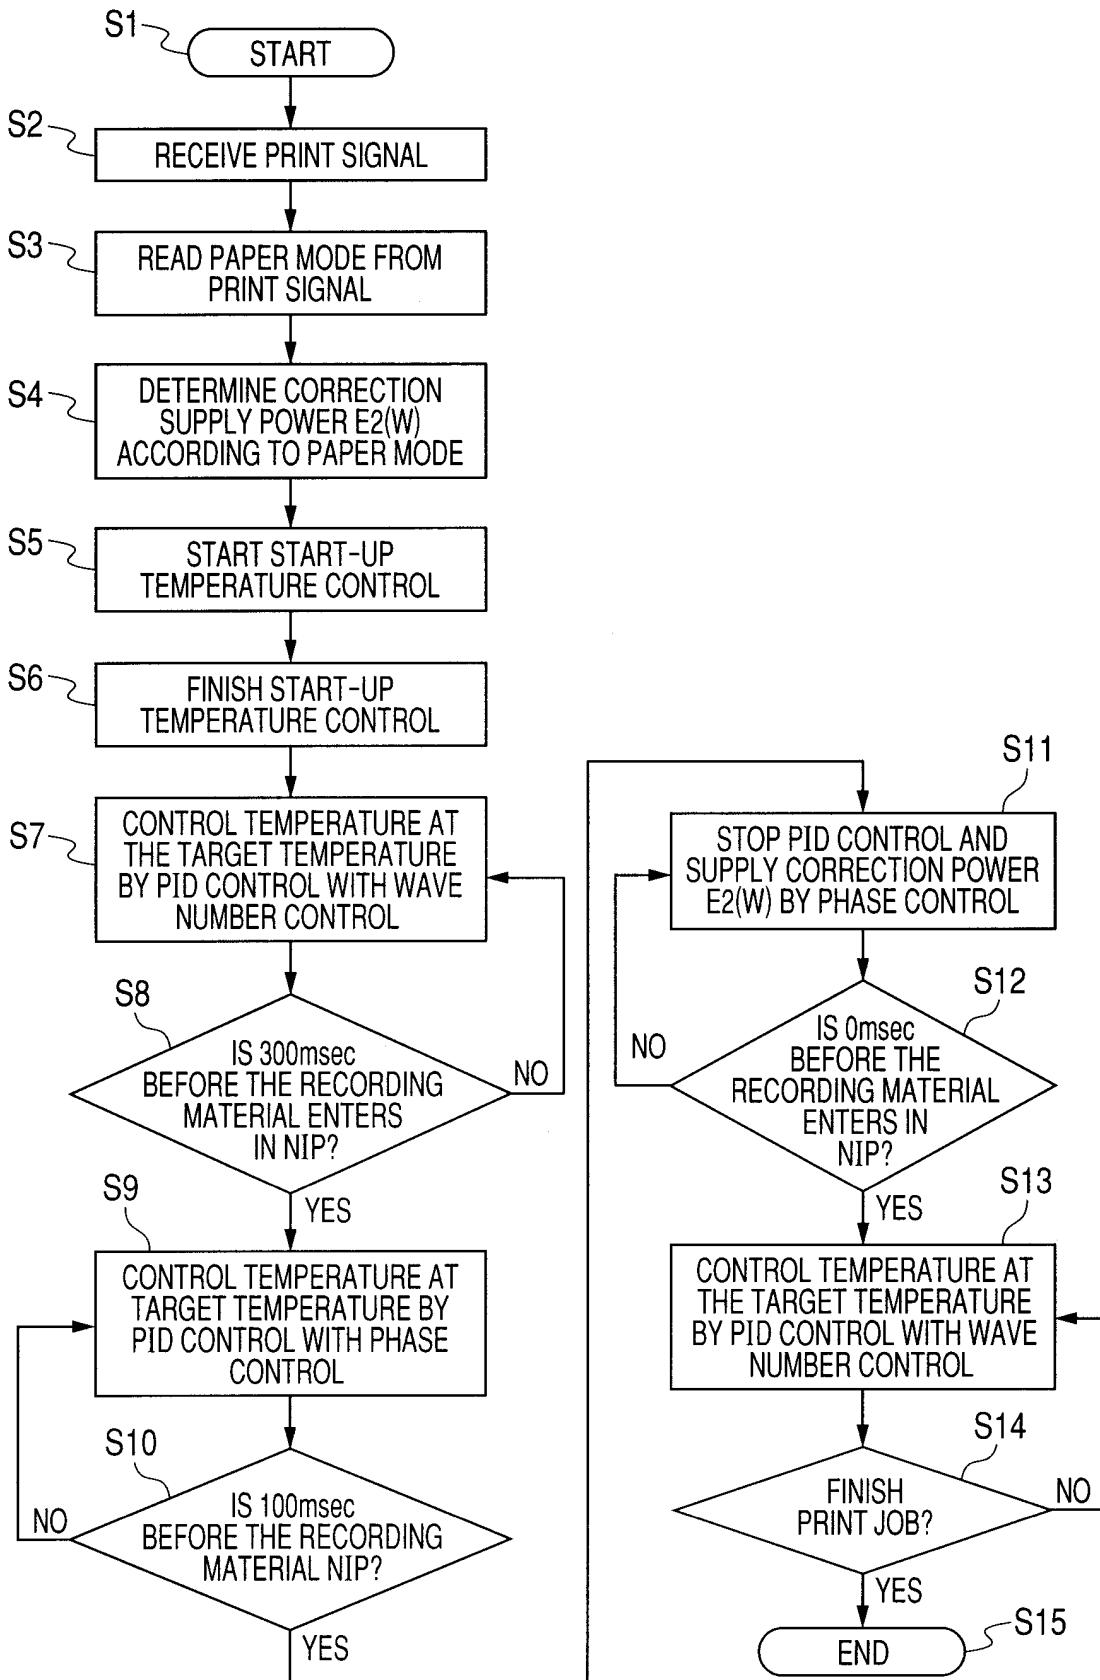 S1
START
S2
RECEIVE PRINT SIGNAL
S3
READ PAPER MODE FROM
PRINT SIGNAL
S4
DETERMINE CORRECTION
SUPPLY POWER E2(W)
ACCORDING TO PAPER MODE
S5
START START-UP
TEMPERATURE CONTROL
S6
FINISH START-UP
TEMPERATURE CONTROL
S7
CONTROL TEMPERATURE AT
THE TARGET TEMPERATURE
BY PID CONTROL WITH WAVE
NUMBER CONTROL
S8
IS 300msec
BEFORE THE RECORDING
MATERIAL ENTERS
IN NIP?
NO
YES
S9
CONTROL TEMPERATURE AT
TARGET TEMPERATURE BY
PID CONTROL WITH PHASE
CONTROL
S10
IS 100msec
BEFORE THE RECORDING
MATERIAL NIP?
NO
YES
S11
STOP PID CONTROL AND
SUPPLY CORRECTION POWER
E2(W) BY PHASE CONTROL
S12
IS 0msec
BEFORE THE
RECORDING MATERIAL
ENTERS IN
NIP?
NO
YES
S13
CONTROL TEMPERATURE AT
THE TARGET TEMPERATURE
BY PID CONTROL WITH WAVE
NUMBER CONTROL
S14
FINISH
PRINT JOB?
NO
YES
S15
END